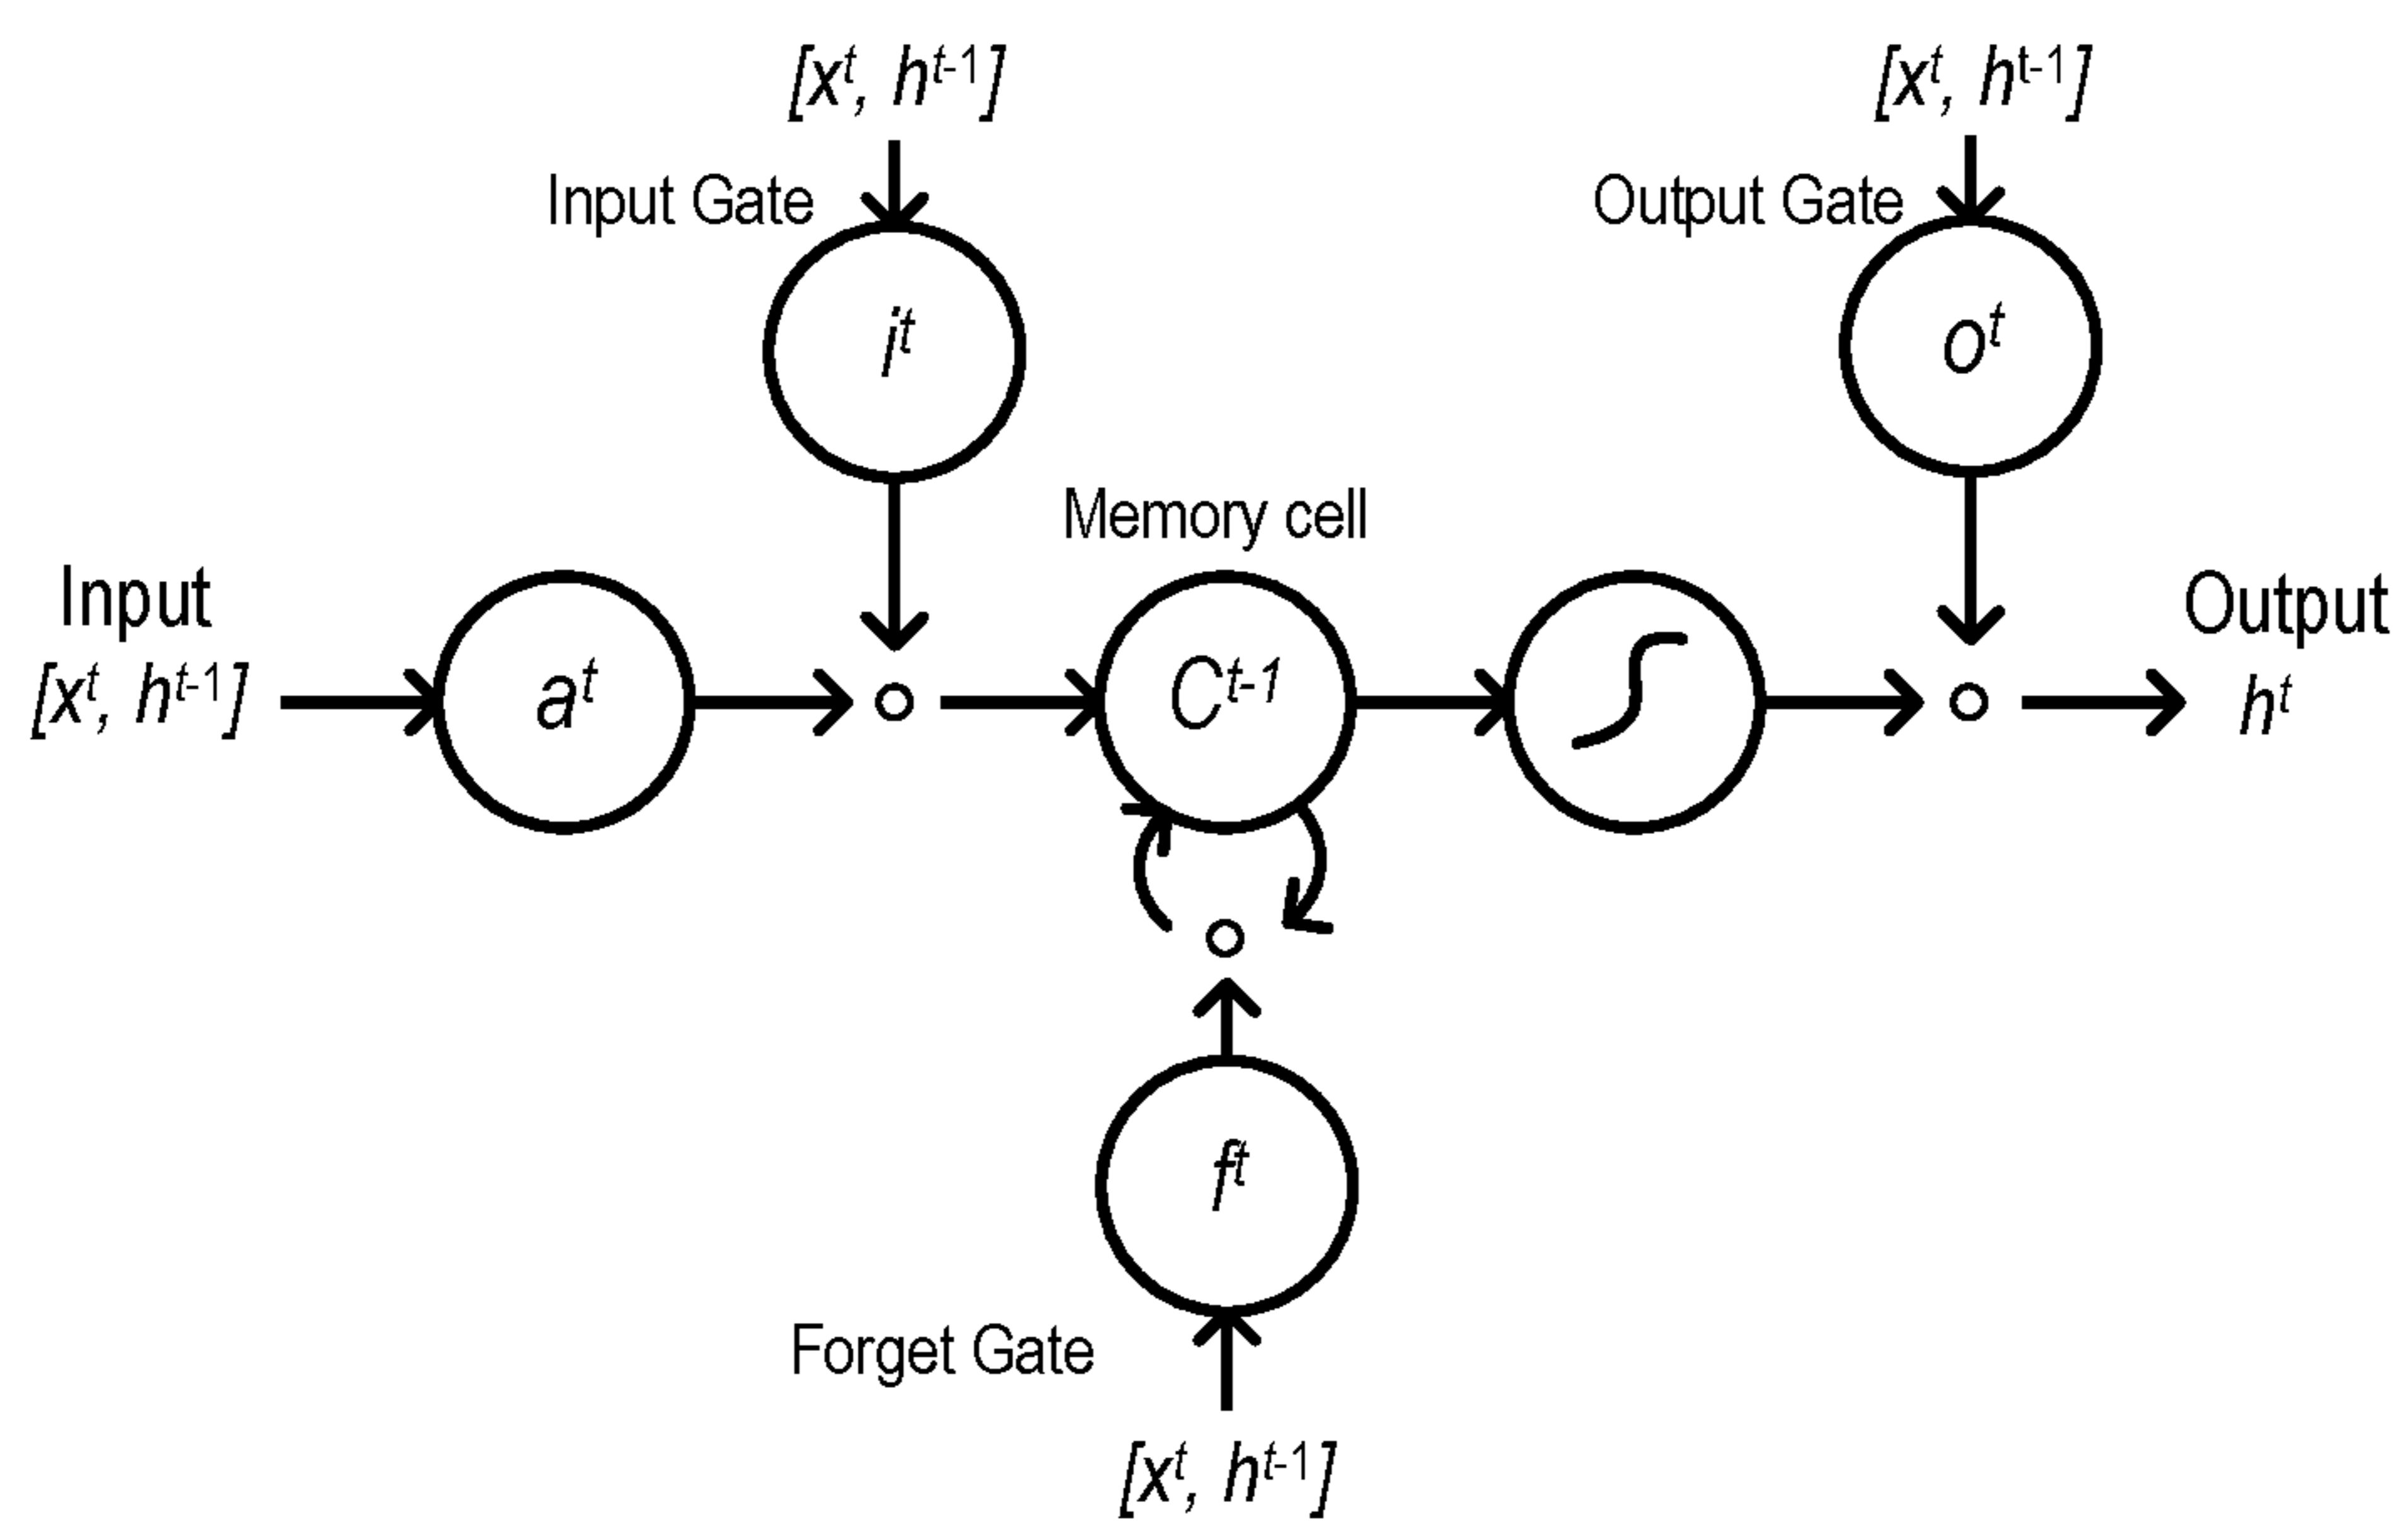 [xᵗ, hᵗ⁻¹]
[xᵗ, hᵗ⁻¹]
Input Gate
Output Gate
iᵗ
oᵗ
Memory cell
Input
[xᵗ, hᵗ⁻¹]
aᵗ
Cᵗ⁻¹
Output
hᵗ
fᵗ
Forget Gate
[xᵗ, hᵗ⁻¹]